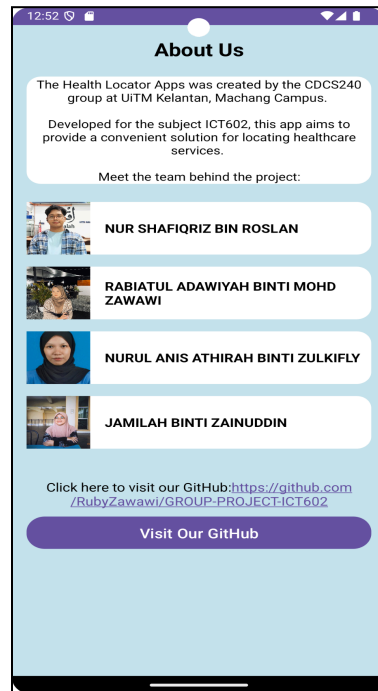 12:52
About Us
The Health Locator Apps was created by the CDCS240
group at UiTM Kelantan, Machang Campus.
Developed for the subject ICT602, this app aims to
provide a convenient solution for locating healthcare
services.
Meet the team behind the project:
NUR SHAFIQRIZ BIN ROSLAN
RABIATUL ADAWIYAH BINTI MOHD
ZAWAWI
NURUL ANIS ATHIRAH BINTI ZULKIFLY
JAMILAH BINTI ZAINUDDIN
Click here to visit our GitHub:https://github.com
/RubyZawawi/GROUP-PROJECT-ICT602
Visit Our GitHub